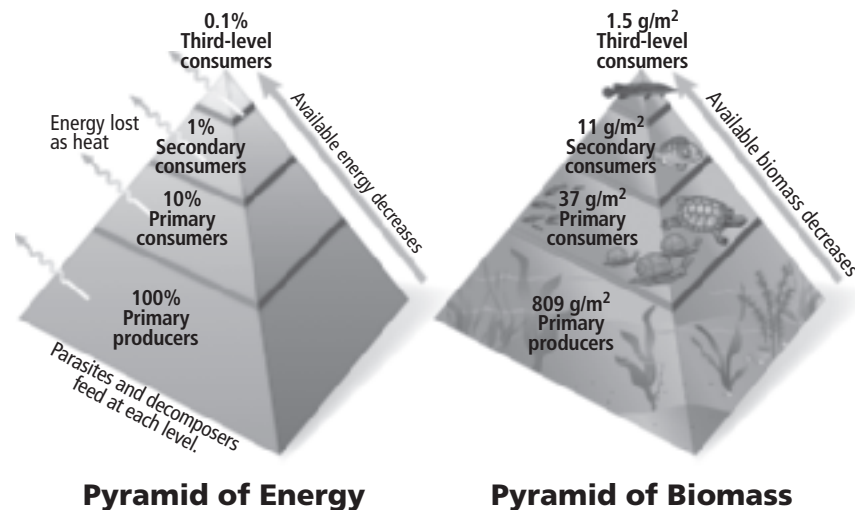 0.1%
Third-level
consumers
Energy lost
as heat
1%
Secondary
consumers
10%
Primary
consumers
100%
Primary
producers
Available energy decreases
Parasites and decomposers
feed at each level.
Pyramid of Energy
1.5 g/m²
Third-level
consumers
11 g/m²
Secondary
consumers
37 g/m²
Primary
consumers
809 g/m²
Primary
producers
Available biomass decreases
Pyramid of Biomass